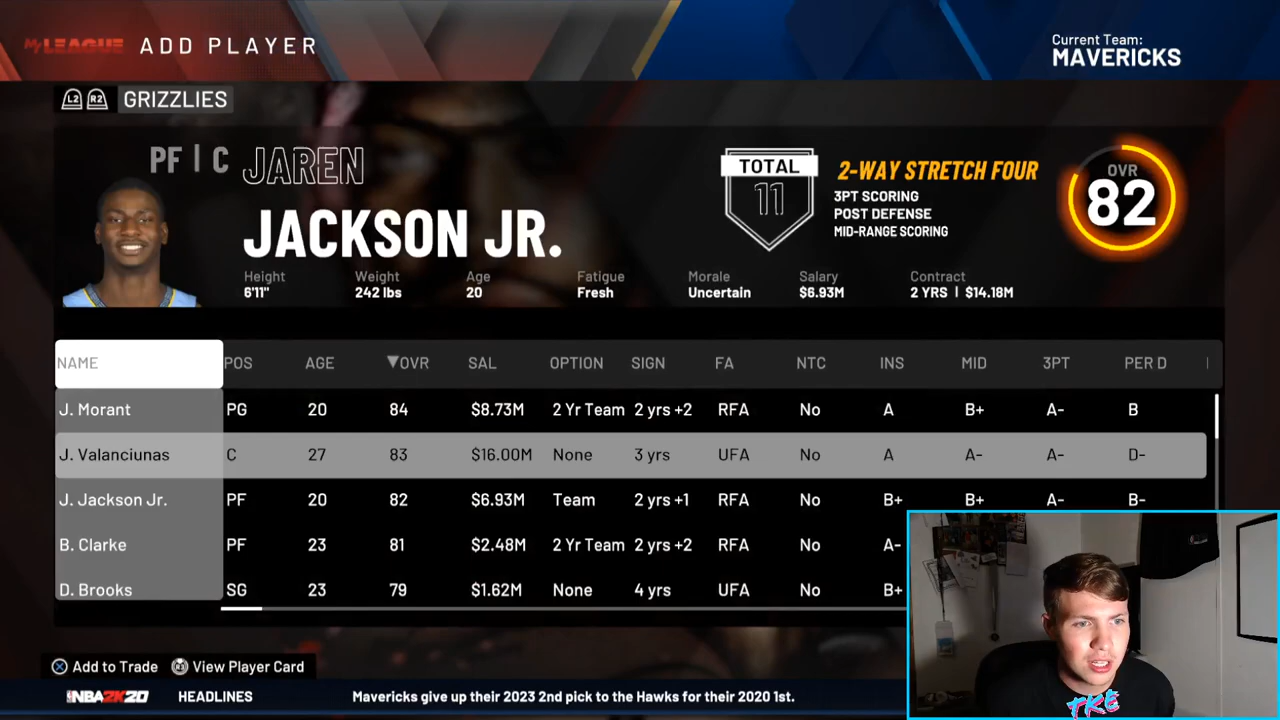 MyLEAGUE ADD PLAYER
Current Team:
MAVERICKS
L2 R2 GRIZZLIES
PF | C JAREN
JACKSON JR.
TOTAL
11
2-WAY STRETCH FOUR
3PT SCORING
POST DEFENSE
MID-RANGE SCORING
OVR
82
Height Weight Age Fatigue Morale Salary Contract
6'11" 242 lbs 20 Fresh Uncertain $6.93M 2 YRS | $14.18M
NAME POS AGE ▼OVR SAL OPTION SIGN FA NTC INS MID 3PT PER D
J. Morant PG 20 84 $8.73M 2 Yr Team 2 yrs +2 RFA No A B+ A- B
J. Valanciunas C 27 83 $16.00M None 3 yrs UFA No A A- A- D-
J. Jackson Jr. PF 20 82 $6.93M Team 2 yrs +1 RFA No B+ B+ A- B-
B. Clarke PF 23 81 $2.48M 2 Yr Team 2 yrs +2 RFA No A-
D. Brooks SG 23 79 $1.62M None 4 yrs UFA No B+
Add to Trade R3 View Player Card
NBA2K20 HEADLINES Mavericks give up their 2023 2nd pick to the Hawks for their 2020 1st.
TKE